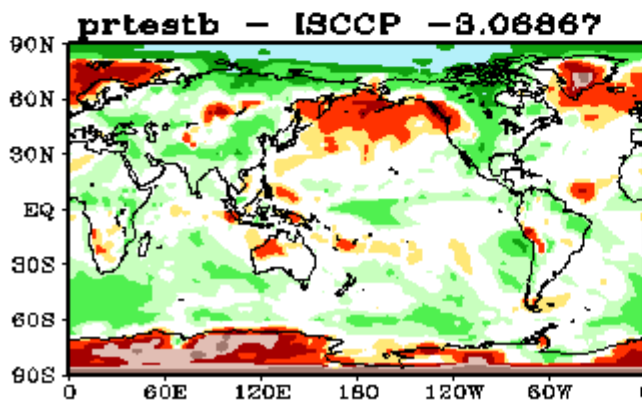 prtestb - ISCCP -3.06867
90N
60N
30N
EQ
30S
60S
90S
0 60E 120E 180 120W 60W